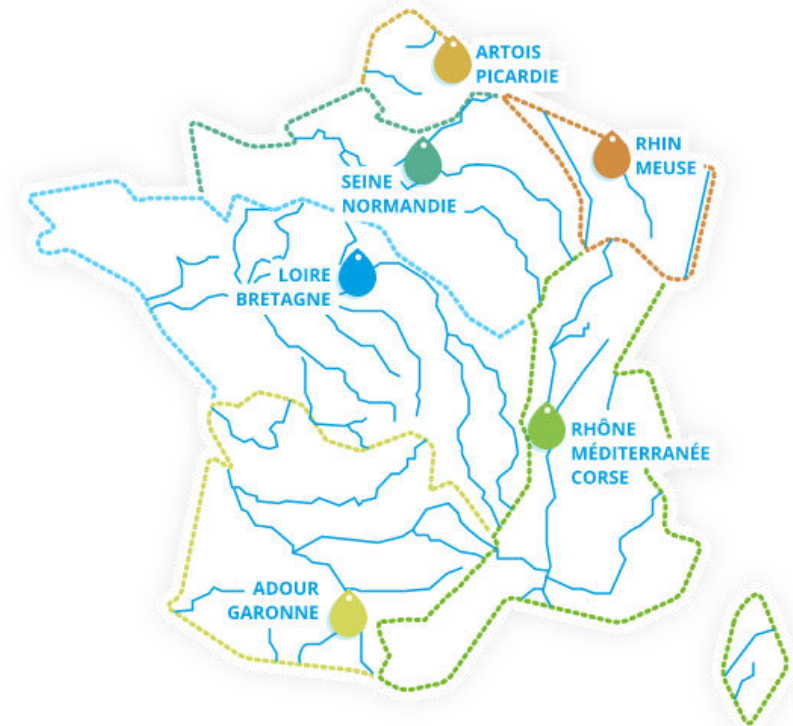 ARTOIS
PICARDIE
RHIN
MEUSE
SEINE
NORMANDIE
LOIRE
BRETAGNE
RHÔNE
MÉDITERRANÉE
CORSE
ADOUR
GARONNE